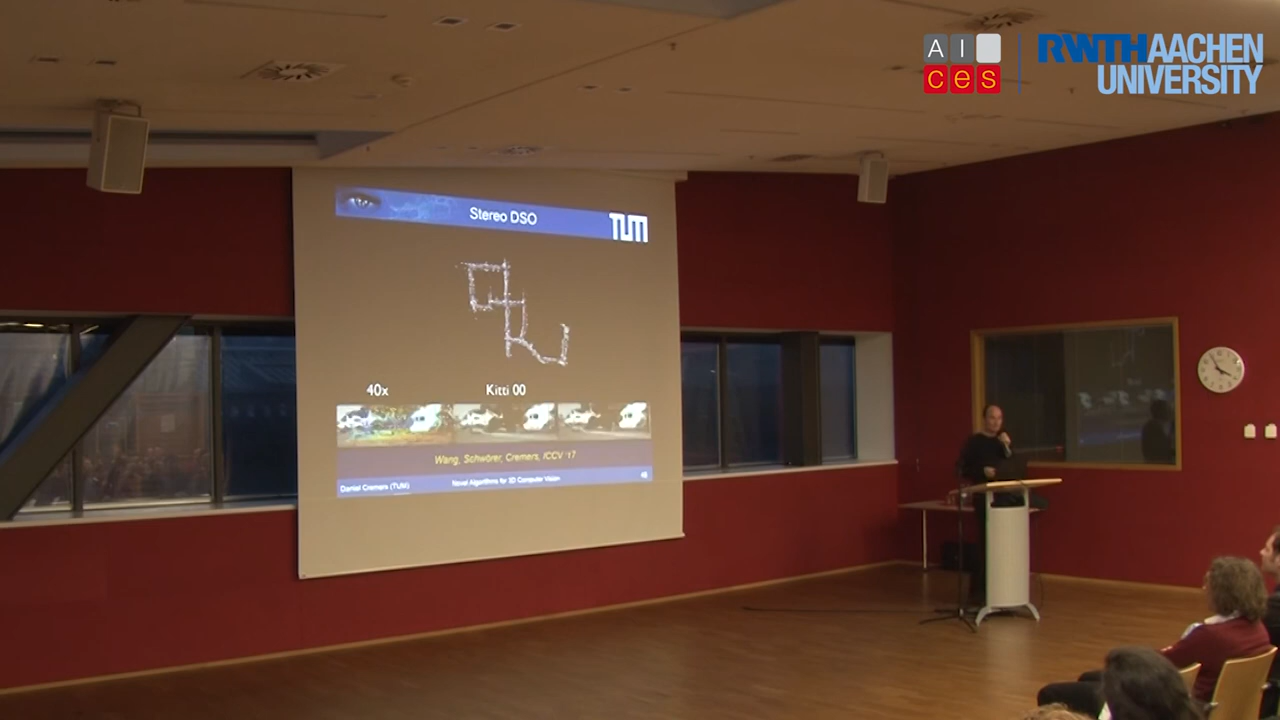 AI
ces
RWTHAACHEN
UNIVERSITY
Stereo DSO
TUM
40x
Kitti 00
Wang, Schwörer, Cremers, ICCV '17
Daniel Cremers (TUM)
Novel Algorithms for 3D Computer Vision